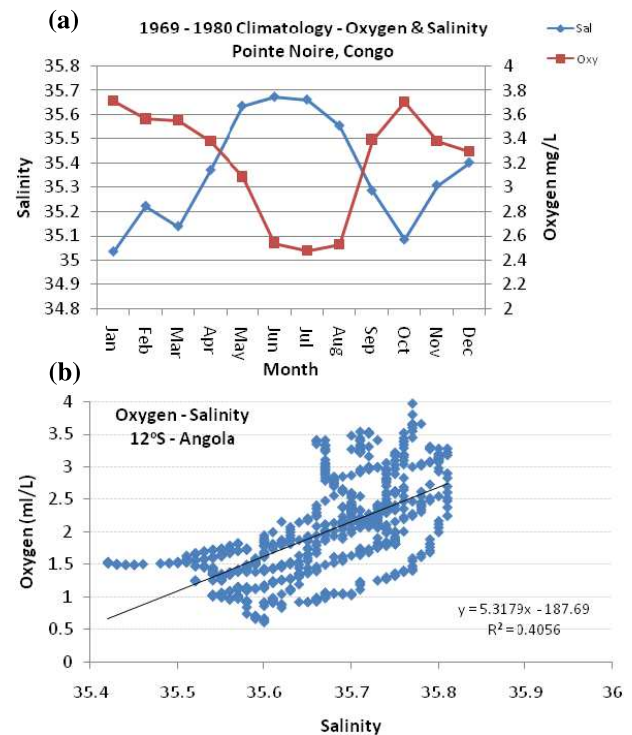 (a)
1969 - 1980 Climatology - Oxygen & Salinity
Pointe Noire, Congo
Sal
Oxy
35.8
35.7
35.6
35.5
35.4
35.3
35.2
35.1
35
34.9
34.8
Salinity
4
3.8
3.6
3.4
3.2
3
2.8
2.6
2.4
2.2
2
Oxygen mg/L
Jan
Feb
Mar
Apr
May
Jun
Jul
Aug
Sep
Oct
Nov
Dec
Month
(b)
Oxygen - Salinity
12°S - Angola
4
3.5
3
2.5
2
1.5
1
0.5
0
Oxygen (ml/L)
y = 5.3179x - 187.69
R² = 0.4056
35.4
35.5
35.6
35.7
35.8
35.9
36
Salinity